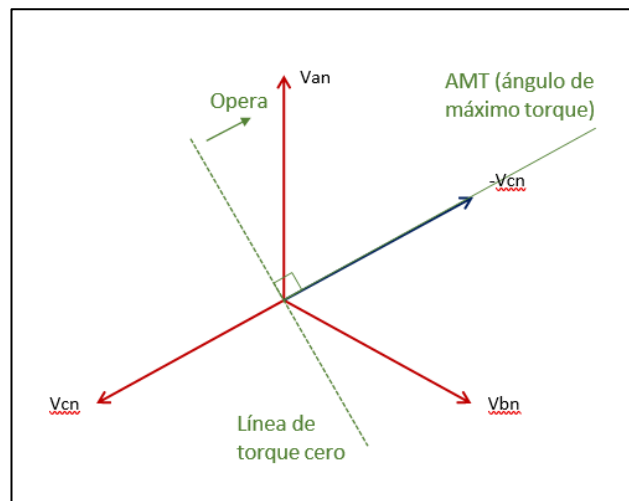 Van
Opera
AMT (ángulo de
máximo torque)
-Vcn
Vcn
Vbn
Línea de
torque cero